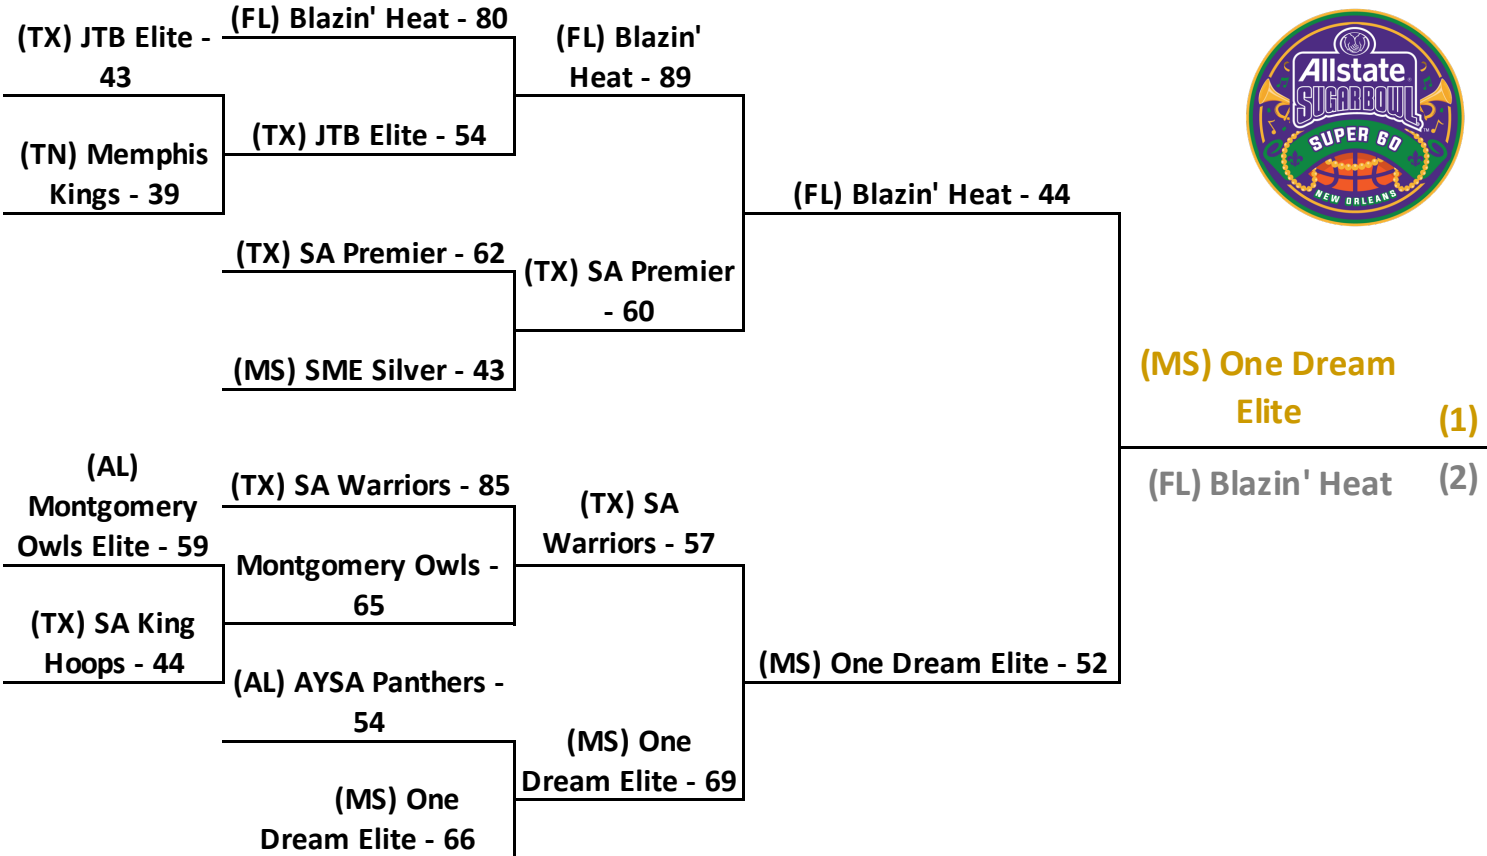 (TX) JTB Elite -
43
(TN) Memphis
Kings - 39
(FL) Blazin' Heat - 80
(TX) JTB Elite - 54
(TX) SA Premier - 62
(MS) SME Silver - 43
(FL) Blazin'
Heat - 89
(TX) SA Premier
- 60
(FL) Blazin' Heat - 44
(AL)
Montgomery
Owls Elite - 59
(TX) SA King
Hoops - 44
(TX) SA Warriors - 85
Montgomery Owls -
65
(AL) AYSA Panthers -
54
(MS) One
Dream Elite - 66
(TX) SA
Warriors - 57
(MS) One
Dream Elite - 69
(MS) One Dream Elite - 52
(MS) One Dream
Elite
(1)
(FL) Blazin' Heat
(2)
Allstate
SUGARBOWL
SUPER 60
NEW ORLEANS